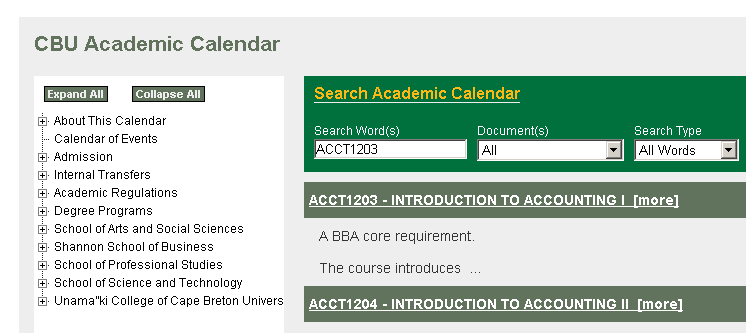 CBU Academic Calendar
Expand All Collapse All
About This Calendar
Calendar of Events
Admission
Internal Transfers
Academic Regulations
Degree Programs
School of Arts and Social Sciences
Shannon School of Business
School of Professional Studies
School of Science and Technology
Unama"ki College of Cape Breton Univers
Search Academic Calendar
Search Word(s) Document(s) Search Type
ACCT1203 All All Words
ACCT1203 - INTRODUCTION TO ACCOUNTING I [more]
A BBA core requirement.
The course introduces ...
ACCT1204 - INTRODUCTION TO ACCOUNTING II [more]